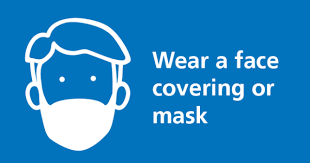 Wear a face
covering or
mask